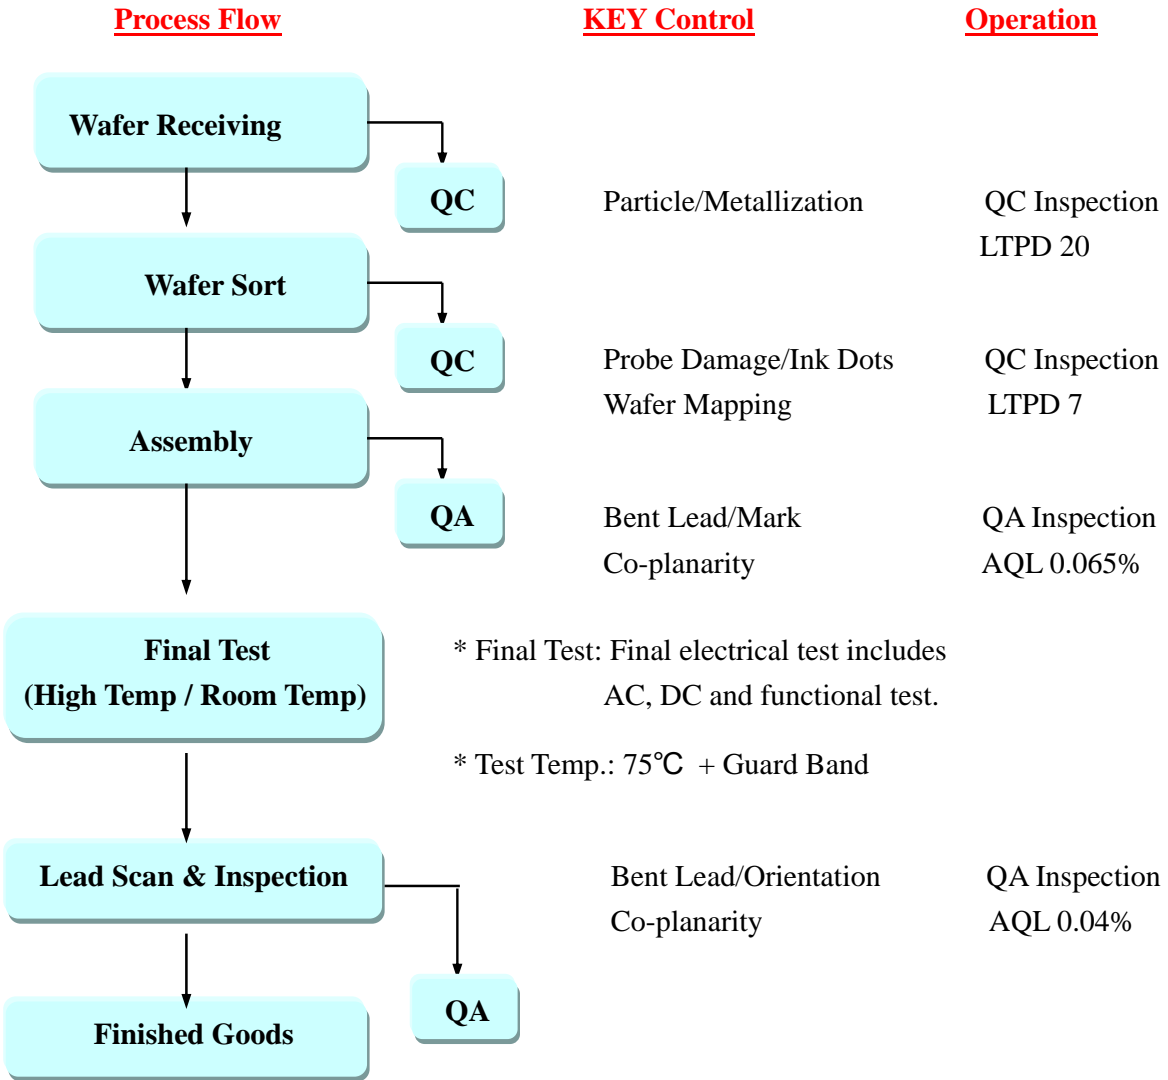 Process Flow KEY Control Operation
Wafer Receiving
QC Particle/Metallization QC Inspection
LTPD 20
Wafer Sort
QC Probe Damage/Ink Dots QC Inspection
Wafer Mapping LTPD 7
Assembly
QA Bent Lead/Mark QA Inspection
Co-planarity AQL 0.065%
Final Test * Final Test: Final electrical test includes
(High Temp / Room Temp) AC, DC and functional test.
* Test Temp.: 75℃ + Guard Band
Lead Scan & Inspection Bent Lead/Orientation QA Inspection
Co-planarity AQL 0.04%
QA
Finished Goods